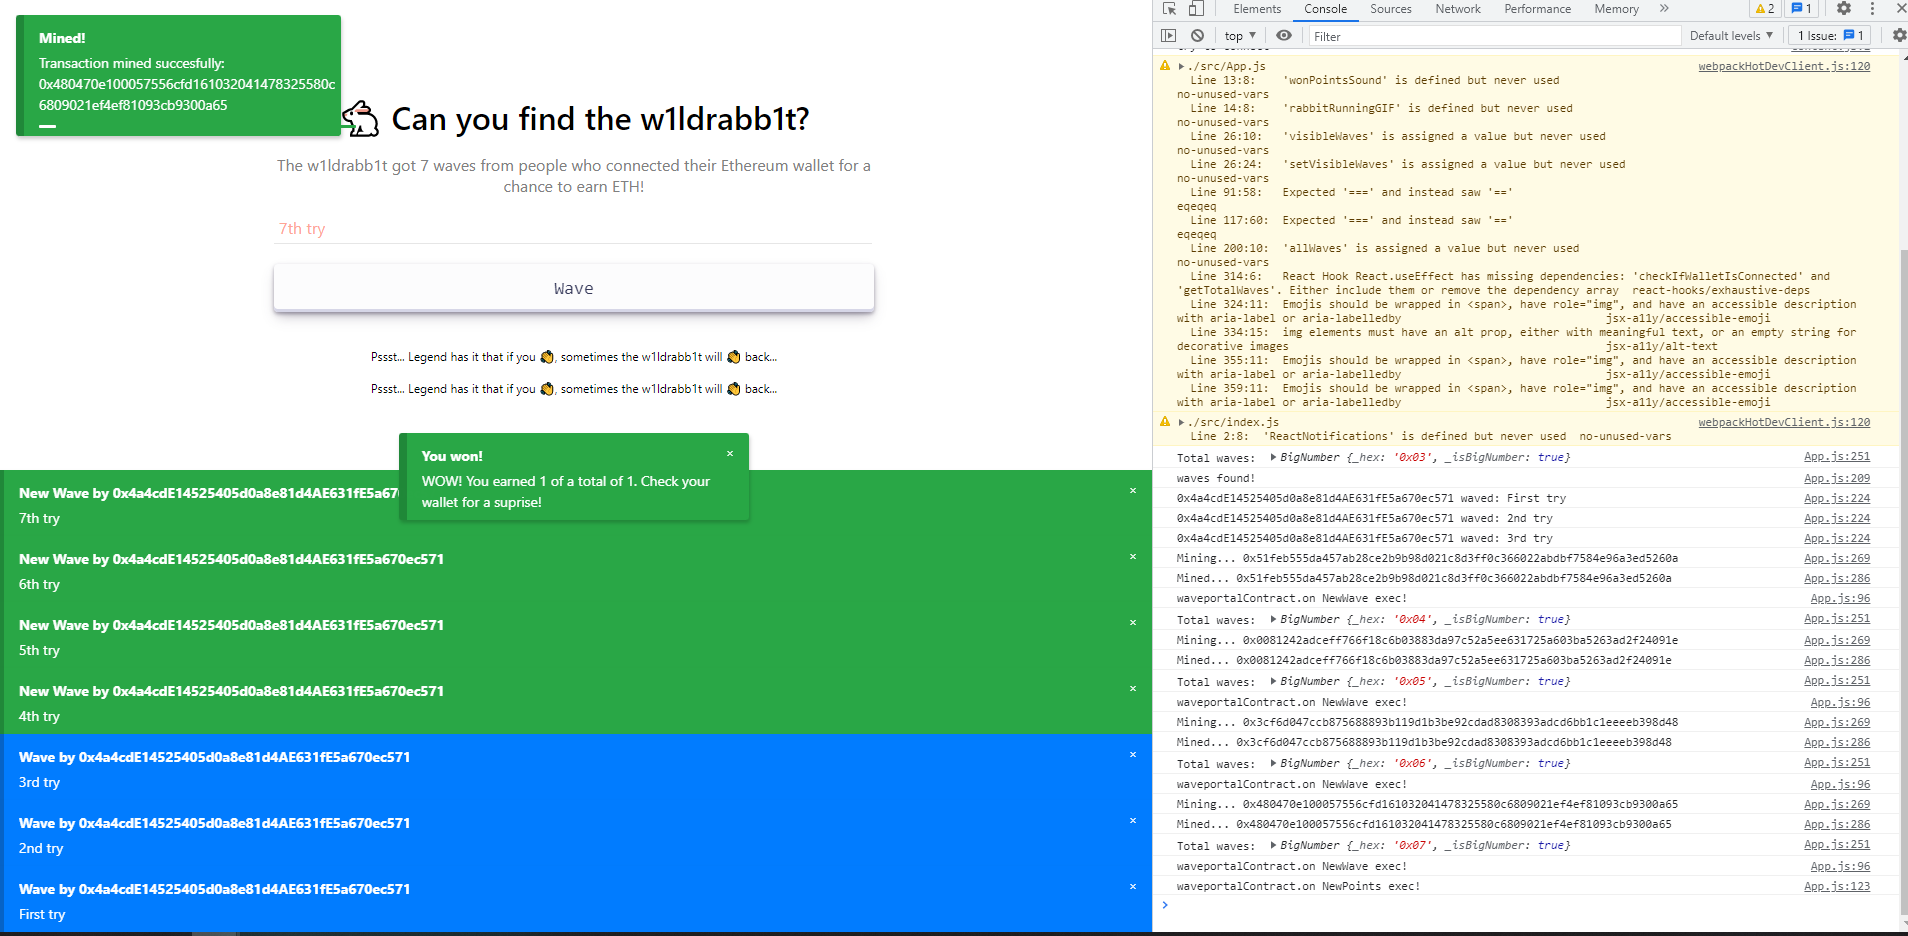 Mined!
Transaction mined succesfully:
0x480470e100057556cfd161032041478325580c
6809021ef4ef81093cb9300a65
Can you find the w1ldrabb1t?
The w1ldrabb1t got 7 waves from people who connected their Ethereum wallet for a
chance to earn ETH!
7th try
Wave
Pssst... Legend has it that if you 👋, sometimes the w1ldrabb1t will 👋 back...
Pssst... Legend has it that if you 👋, sometimes the w1ldrabb1t will 👋 back...
You won! ×
WOW! You earned 1 of a total of 1. Check your
wallet for a suprise!
New Wave by 0x4a4cdE14525405d0a8e81d4AE631fE5a67 ×
7th try
New Wave by 0x4a4cdE14525405d0a8e81d4AE631fE5a670ec571 ×
6th try
New Wave by 0x4a4cdE14525405d0a8e81d4AE631fE5a670ec571 ×
5th try
New Wave by 0x4a4cdE14525405d0a8e81d4AE631fE5a670ec571 ×
4th try
Wave by 0x4a4cdE14525405d0a8e81d4AE631fE5a670ec571 ×
3rd try
Wave by 0x4a4cdE14525405d0a8e81d4AE631fE5a670ec571 ×
2nd try
Wave by 0x4a4cdE14525405d0a8e81d4AE631fE5a670ec571 ×
First try
Elements Console Sources Network Performance Memory » 2 1
top ▼ Filter Default levels ▼ 1 Issue: 1
▶./src/App.js webpackHotDevClient.js:120
Line 13:8: 'wonPointsSound' is defined but never used
no-unused-vars
Line 14:8: 'rabbitRunningGIF' is defined but never used
no-unused-vars
Line 26:10: 'visibleWaves' is assigned a value but never used
no-unused-vars
Line 26:24: 'setVisibleWaves' is assigned a value but never used
no-unused-vars
Line 91:58: Expected '===' and instead saw '=='
eqeqeq
Line 117:60: Expected '===' and instead saw '=='
eqeqeq
Line 200:10: 'allWaves' is assigned a value but never used
no-unused-vars
Line 314:6: React Hook React.useEffect has missing dependencies: 'checkIfWalletIsConnected' and
'getTotalWaves'. Either include them or remove the dependency array react-hooks/exhaustive-deps
Line 324:11: Emojis should be wrapped in <span>, have role="img", and have an accessible description
with aria-label or aria-labelledby jsx-a11y/accessible-emoji
Line 334:15: img elements must have an alt prop, either with meaningful text, or an empty string for
decorative images jsx-a11y/alt-text
Line 355:11: Emojis should be wrapped in <span>, have role="img", and have an accessible description
with aria-label or aria-labelledby jsx-a11y/accessible-emoji
Line 359:11: Emojis should be wrapped in <span>, have role="img", and have an accessible description
with aria-label or aria-labelledby jsx-a11y/accessible-emoji
▶./src/index.js webpackHotDevClient.js:120
Line 2:8: 'ReactNotifications' is defined but never used no-unused-vars
Total waves: ▶BigNumber {_hex: '0x03', _isBigNumber: true} App.js:251
waves found! App.js:209
0x4a4cdE14525405d0a8e81d4AE631fE5a670ec571 waved: First try App.js:224
0x4a4cdE14525405d0a8e81d4AE631fE5a670ec571 waved: 2nd try App.js:224
0x4a4cdE14525405d0a8e81d4AE631fE5a670ec571 waved: 3rd try App.js:224
Mining... 0x51feb555da457ab28ce2b9b98d021c8d3ff0c366022abdbf7584e96a3ed5260a App.js:269
Mined... 0x51feb555da457ab28ce2b9b98d021c8d3ff0c366022abdbf7584e96a3ed5260a App.js:286
waveportalContract.on NewWave exec! App.js:96
Total waves: ▶BigNumber {_hex: '0x04', _isBigNumber: true} App.js:251
Mining... 0x0081242adceff766f18c6b03883da97c52a5ee631725a603ba5263ad2f24091e App.js:269
Mined... 0x0081242adceff766f18c6b03883da97c52a5ee631725a603ba5263ad2f24091e App.js:286
Total waves: ▶BigNumber {_hex: '0x05', _isBigNumber: true} App.js:251
waveportalContract.on NewWave exec! App.js:96
Mining... 0x3cf6d047ccb875688893b119d1b3be92cdad8308393adcd6bb1c1eeeeb398d48 App.js:269
Mined... 0x3cf6d047ccb875688893b119d1b3be92cdad8308393adcd6bb1c1eeeeb398d48 App.js:286
Total waves: ▶BigNumber {_hex: '0x06', _isBigNumber: true} App.js:251
waveportalContract.on NewWave exec! App.js:96
Mining... 0x480470e100057556cfd161032041478325580c6809021ef4ef81093cb9300a65 App.js:269
Mined... 0x480470e100057556cfd161032041478325580c6809021ef4ef81093cb9300a65 App.js:286
Total waves: ▶BigNumber {_hex: '0x07', _isBigNumber: true} App.js:251
waveportalContract.on NewWave exec! App.js:96
waveportalContract.on NewPoints exec! App.js:123